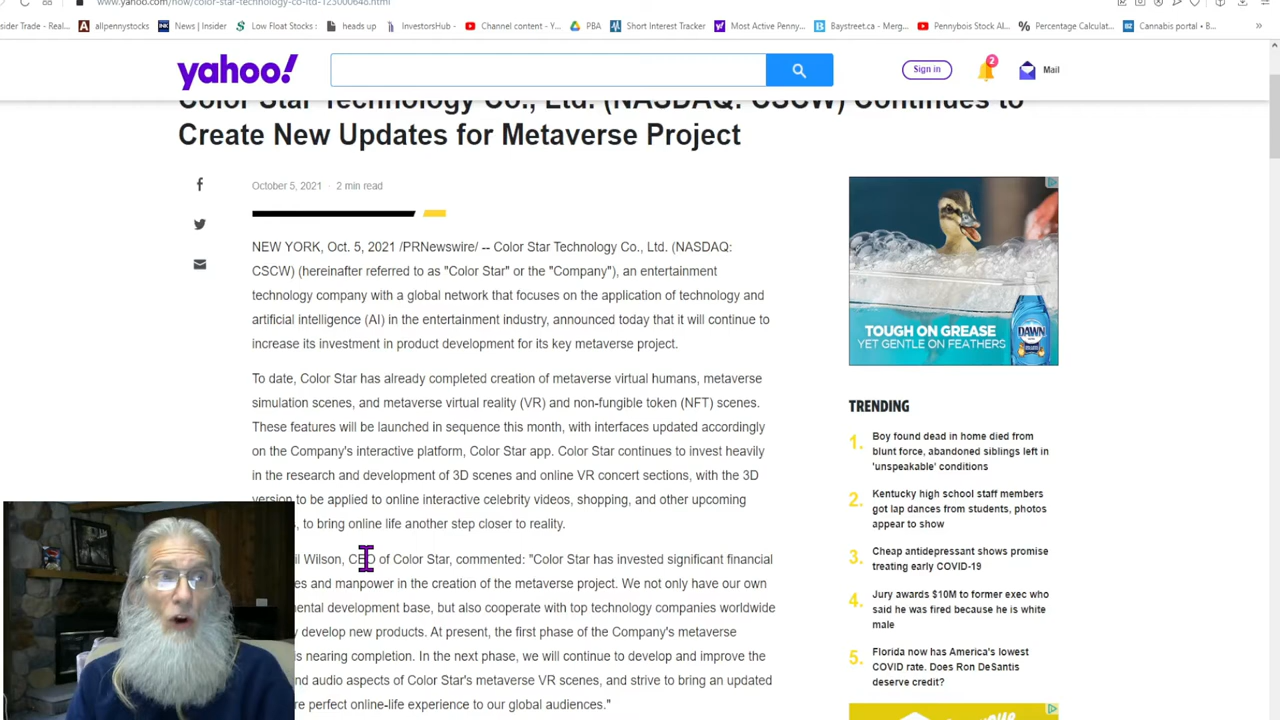 www.yahoo.com/now/color-star-technology-co-ltd-123000648.html
siderTrade - Real...
allpennystocks
News | Insider
Low Float Stocks :
heads up
InvestorsHub -
Channel content - Y...
PBA
Short Interest Tracker
Most Active Penny...
Baystreet.ca - Merg...
Pennybois Stock Al...
Percentage Calculat...
Cannabis portal • B...
yahoo!
Sign in
2
Mail
Color Star Technology Co., Ltd. (NASDAQ: CSCW) Continues to
Create New Updates for Metaverse Project
October 5, 2021 · 2 min read
NEW YORK, Oct. 5, 2021 /PRNewswire/ -- Color Star Technology Co., Ltd. (NASDAQ:
CSCW) (hereinafter referred to as "Color Star" or the "Company"), an entertainment
technology company with a global network that focuses on the application of technology and
artificial intelligence (AI) in the entertainment industry, announced today that it will continue to
increase its investment in product development for its key metaverse project.
To date, Color Star has already completed creation of metaverse virtual humans, metaverse
simulation scenes, and metaverse virtual reality (VR) and non-fungible token (NFT) scenes.
These features will be launched in sequence this month, with interfaces updated accordingly
on the Company's interactive platform, Color Star app. Color Star continues to invest heavily
in the research and development of 3D scenes and online VR concert sections, with the 3D
version to be applied to online interactive celebrity videos, shopping, and other upcoming
, to bring online life another step closer to reality.
il Wilson, CEO of Color Star, commented: "Color Star has invested significant financial
es and manpower in the creation of the metaverse project. We not only have our own
ental development base, but also cooperate with top technology companies worldwide
y develop new products. At present, the first phase of the Company's metaverse
is nearing completion. In the next phase, we will continue to develop and improve the
nd audio aspects of Color Star's metaverse VR scenes, and strive to bring an updated
re perfect online-life experience to our global audiences."
TOUGH ON GREASE
YET GENTLE ON FEATHERS
DAWN
TRENDING
1. Boy found dead in home died from
blunt force, abandoned siblings left in
'unspeakable' conditions
2. Kentucky high school staff members
got lap dances from students, photos
appear to show
3. Cheap antidepressant shows promise
treating early COVID-19
4. Jury awards $10M to former exec who
said he was fired because he is white
male
5. Florida now has America's lowest
COVID rate. Does Ron DeSantis
deserve credit?